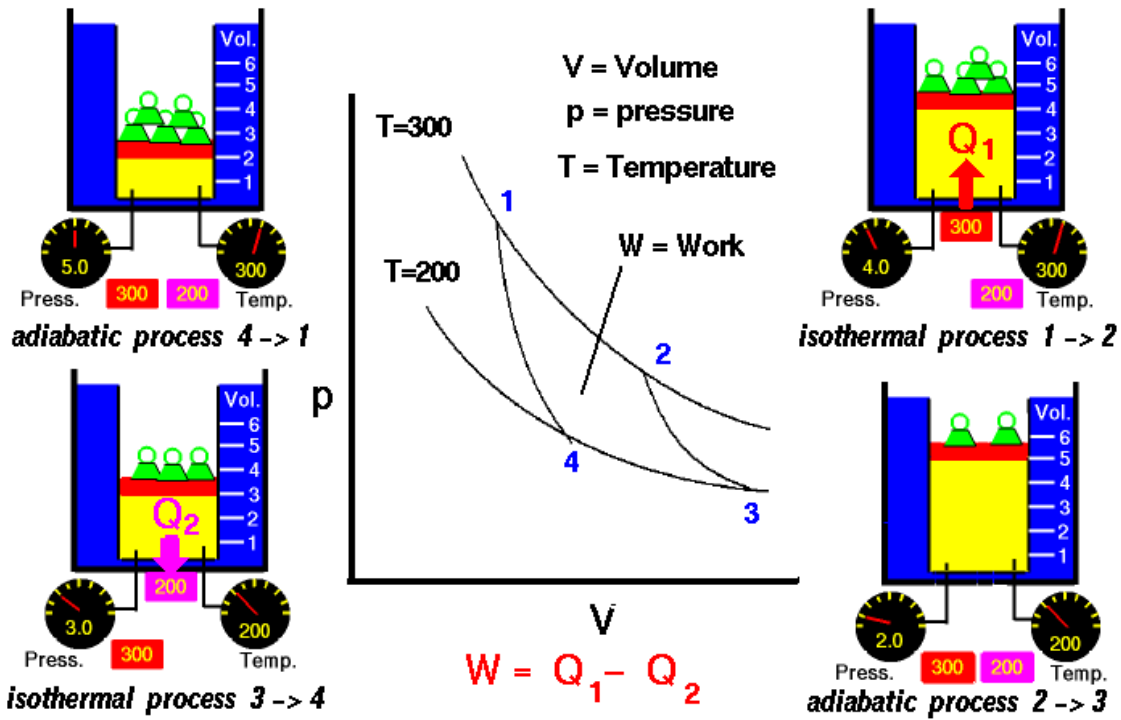 Vol.
6
5
4
3
2
1
5.0
300
Press.
300
200
Temp.
adiabatic process 4 -> 1
V = Volume
p = pressure
T = Temperature
W = Work
T=300
T=200
1
2
3
4
p
V
W = Q1 - Q2
Vol.
6
5
4
3
2
1
Q1
300
4.0
300
Press.
200
Temp.
isothermal process 1 -> 2
Vol.
6
5
4
3
2
1
Q2
200
3.0
200
Press.
300
Temp.
isothermal process 3 -> 4
Vol.
6
5
4
3
2
1
2.0
200
Press.
300
200
Temp.
adiabatic process 2 -> 3